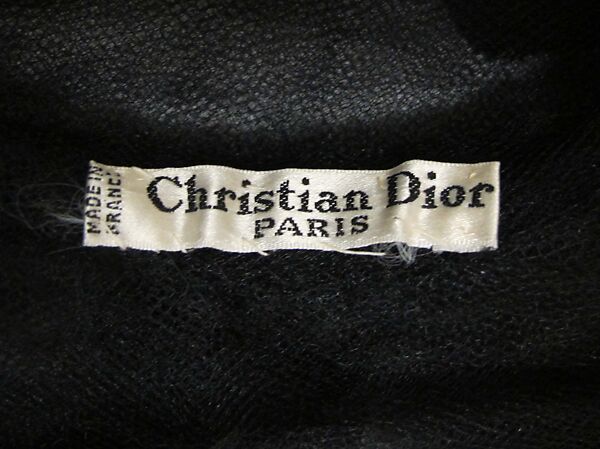 MADE IN
FRANCE
Christian Dior
PARIS